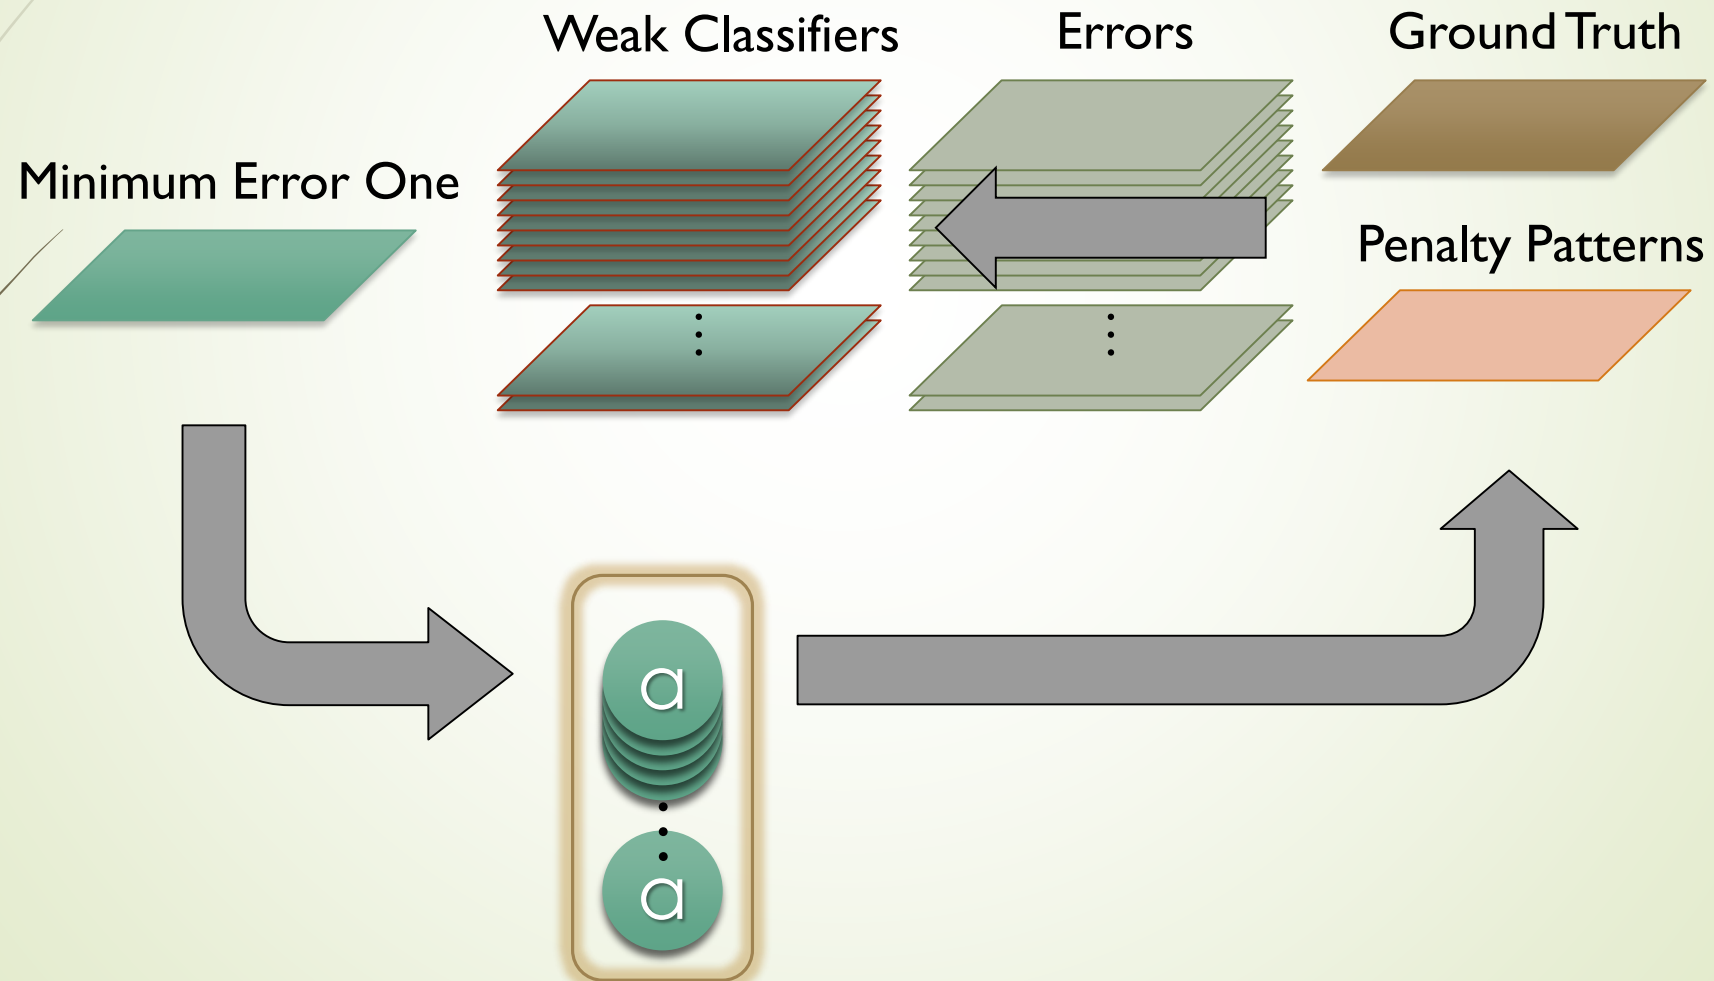 Weak Classifiers
Errors
Ground Truth
Minimum Error One
Penalty Patterns
a
a